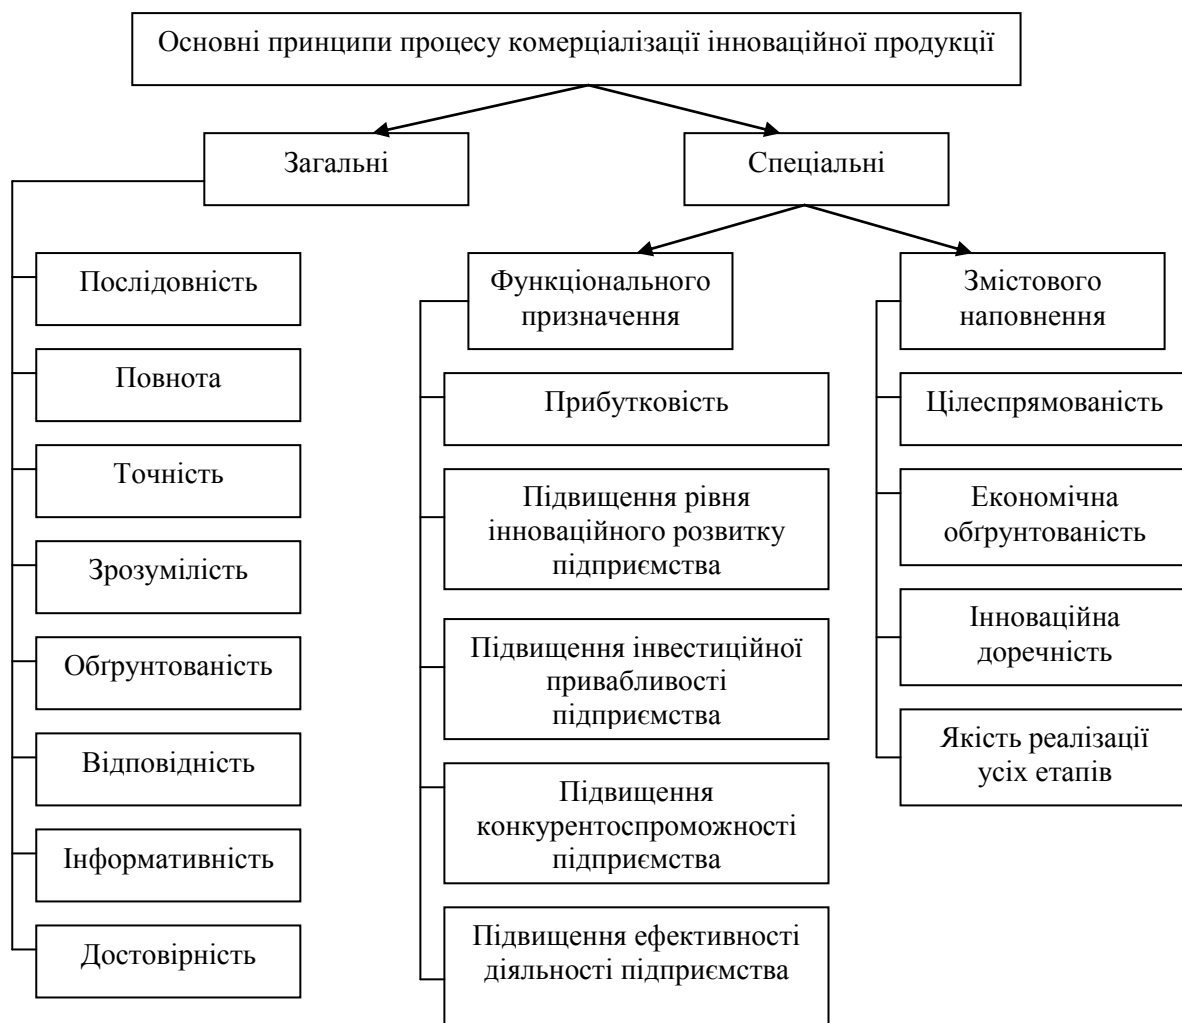 Основні принципи процесу комерціалізації інноваційної продукції
Загальні
Спеціальні
Послідовність
Повнота
Точність
Зрозумілість
Обґрунтованість
Відповідність
Інформативність
Достовірність
Функціонального
призначення
Прибутковість
Підвищення рівня
інноваційного розвитку
підприємства
Підвищення інвестиційної
привабливості
підприємства
Підвищення
конкурентоспроможності
підприємства
Підвищення ефективності
діяльності підприємства
Змістового
наповнення
Цілеспрямованість
Економічна
обґрунтованість
Інноваційна
доречність
Якість реалізації
усіх етапів